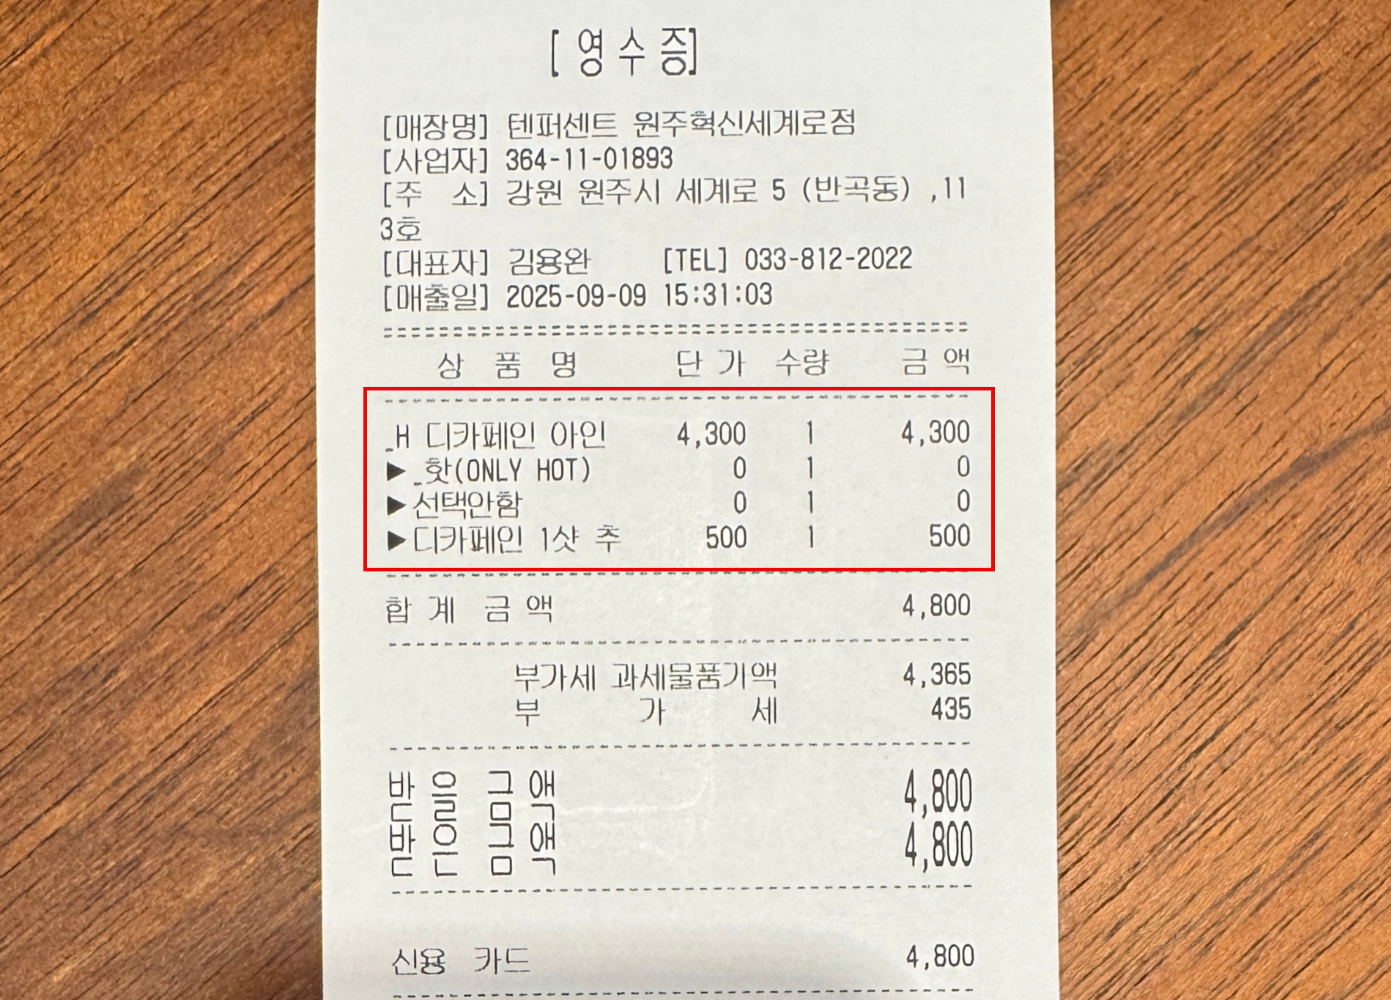 [ 영 수 증]
[매장명] 텐퍼센트 원주혁신세계로점
[사업자] 364-11-01893
[주 소] 강원 원주시 세계로 5 (반곡동) ,11
3호
[대표자] 김용완 [TEL] 033-812-2022
[매출일] 2025-09-09 15:31:03
상 품 명 단 가 수량 금 액
_H 디카페인 아인 4,300 1 4,300
▶_핫(ONLY HOT) 0 1 0
▶선택안함 0 1 0
▶디카페인 1샷 추 500 1 500
합 계 금 액 4,800
부가세 과세물품가액 4,365
부 가 세 435
받 을 금 액 4,800
받 은 금 액 4,800
신용 카드 4,800